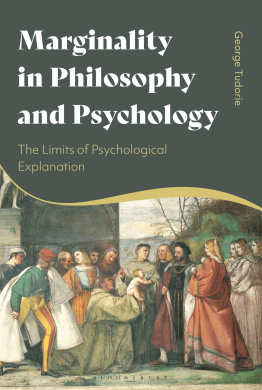 Marginality
in Philosophy
and Psychology
The Limits of Psychological
Explanation
George Tudorie
BLOOMSBURY